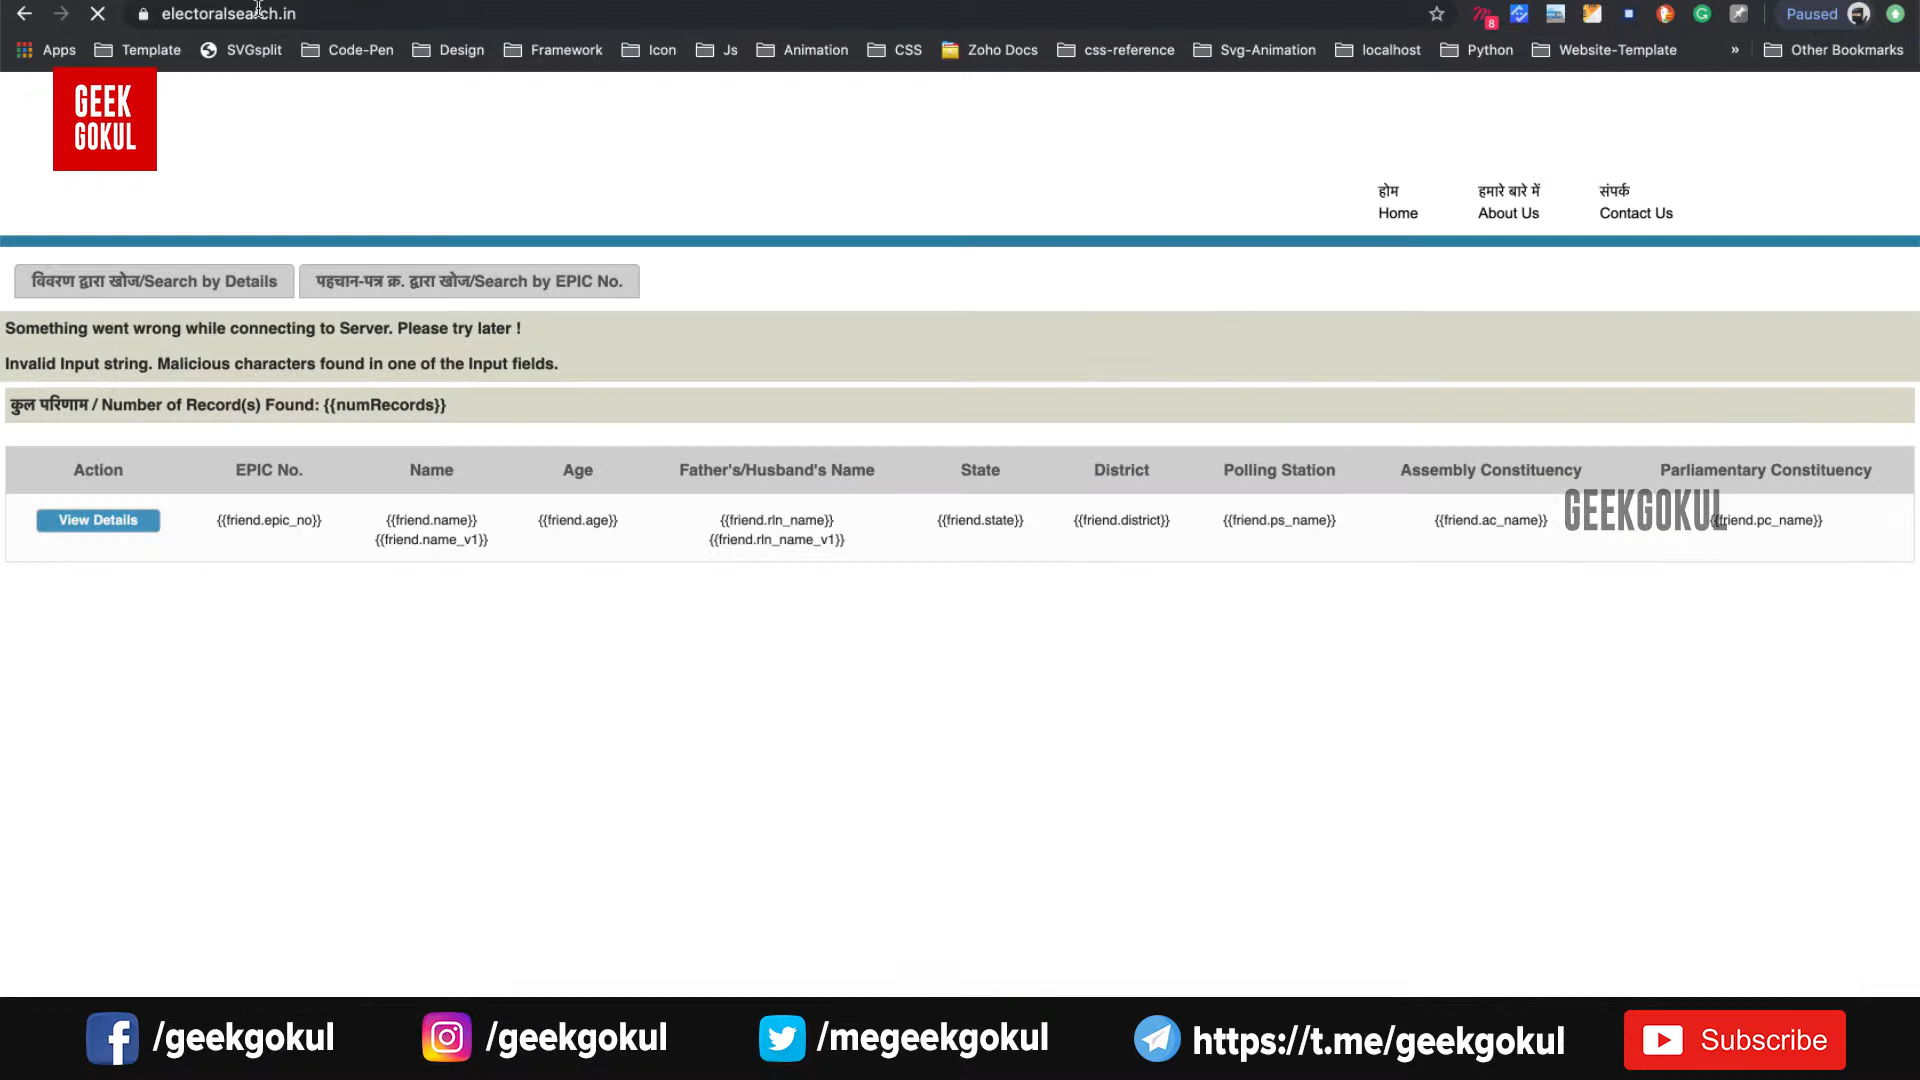 electoralsearch.in
8
Paused
Apps Template SVGsplit Code-Pen Design Framework Icon Js Animation CSS Zoho Docs css-reference Svg-Animation localhost Python Website-Template » Other Bookmarks
GEEK
GOKUL
होम हमारे बारे में संपर्क
Home About Us Contact Us
विवरण द्वारा खोज/Search by Details पहचान-पत्र क्र. द्वारा खोज/Search by EPIC No.
Something went wrong while connecting to Server. Please try later !
Invalid Input string. Malicious characters found in one of the Input fields.
कुल परिणाम / Number of Record(s) Found: {{numRecords}}
Action EPIC No. Name Age Father's/Husband's Name State District Polling Station Assembly Constituency Parliamentary Constituency
View Details {{friend.epic_no}} {{friend.name}} {{friend.age}} {{friend.rln_name}} {{friend.state}} {{friend.district}} {{friend.ps_name}} {{friend.ac_name}} {{friend.pc_name}}
{{friend.name_v1}} {{friend.rln_name_v1}}
GEEKGOKUL
/geekgokul /geekgokul /megeekgokul https://t.me/geekgokul Subscribe